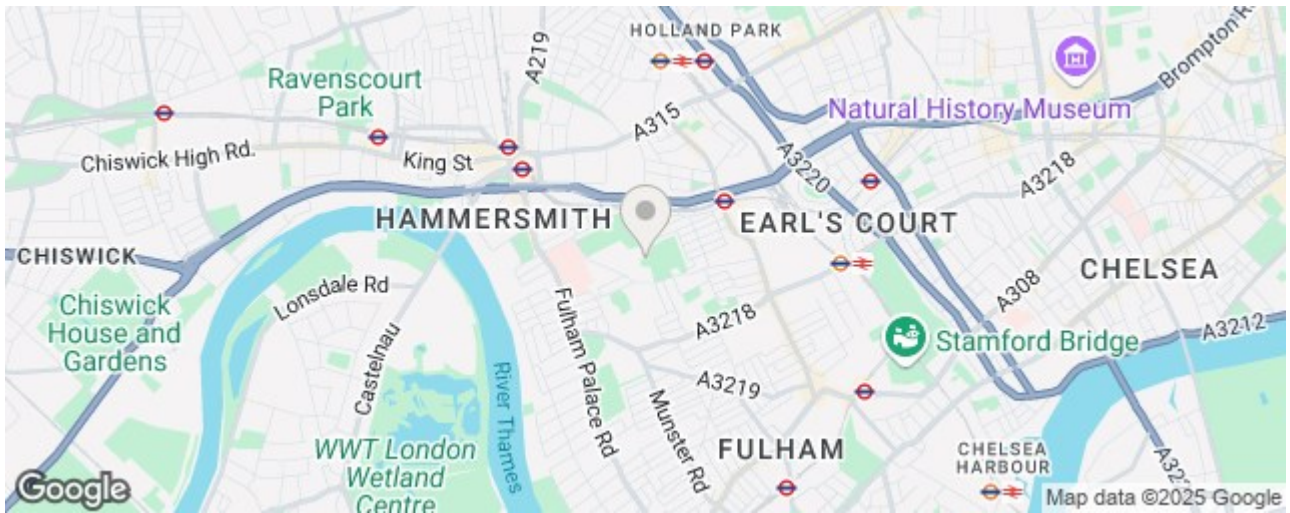 HOLLAND PARK
A219
Ravenscourt
Park
A315
Brompton Rd
Natural History Museum
Chiswick High Rd.
King St
A3220
A3218
HAMMERSMITH
EARL'S COURT
CHISWICK
CHELSEA
Lonsdale Rd
A308
Chiswick
House and
Gardens
Fulham Palace Rd
A3218
A3212
Stamford Bridge
Castelnau
River Thames
A3219
Munster Rd
WWT London
Wetland
Centre
FULHAM
CHELSEA
HARBOUR
Google
Map data ©2025 Google